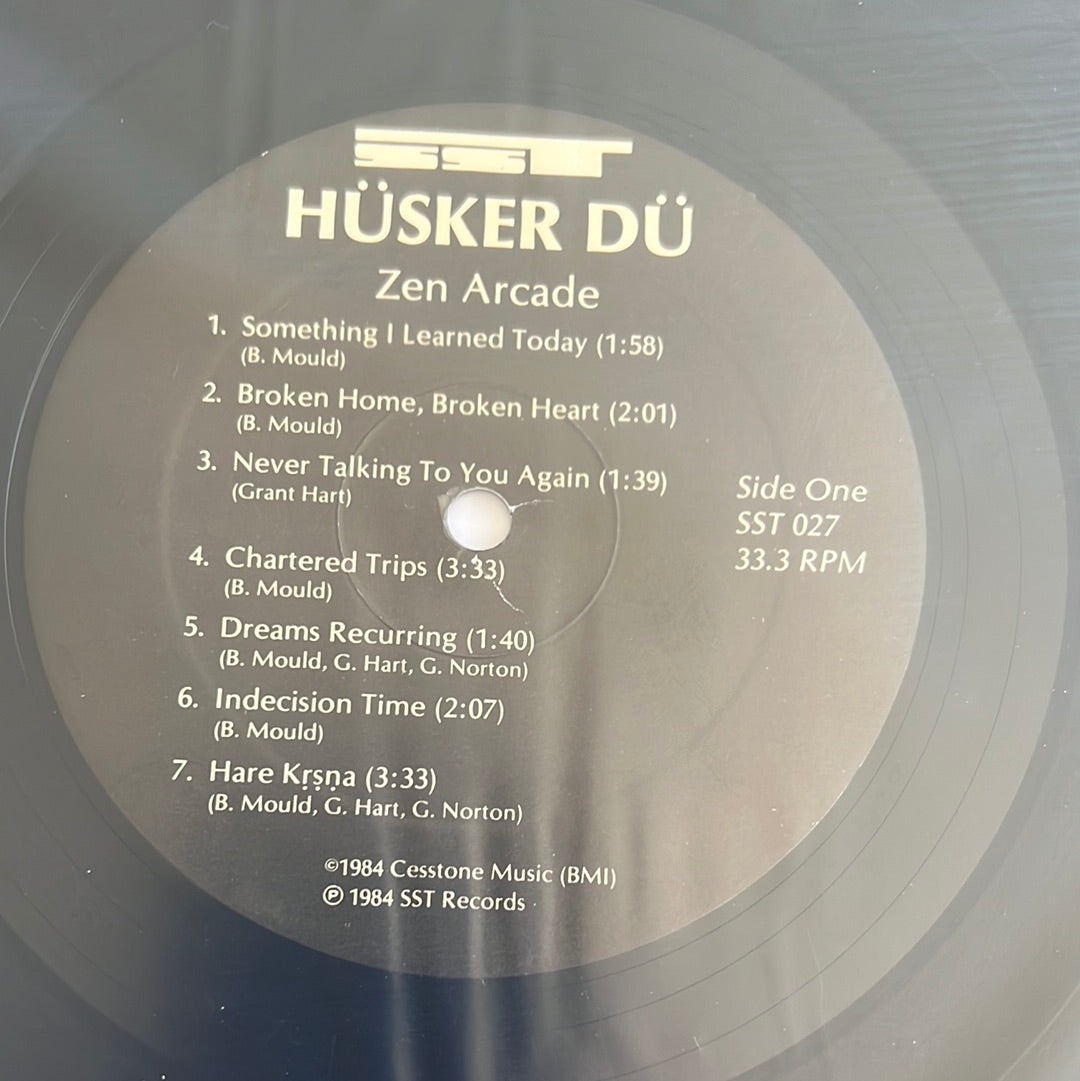 SST
HÜSKER DÜ
Zen Arcade
1. Something I Learned Today (1:58)
(B. Mould)
2. Broken Home, Broken Heart (2:01)
(B. Mould)
3. Never Talking To You Again (1:39)
(Grant Hart)
4. Chartered Trips (3:33)
(B. Mould)
5. Dreams Recurring (1:40)
(B. Mould, G. Hart, G. Norton)
6. Indecision Time (2:07)
(B. Mould)
7. Hare Kṛṣṇa (3:33)
(B. Mould, G. Hart, G. Norton)
Side One
SST 027
33.3 RPM
©1984 Cesstone Music (BMI)
℗ 1984 SST Records